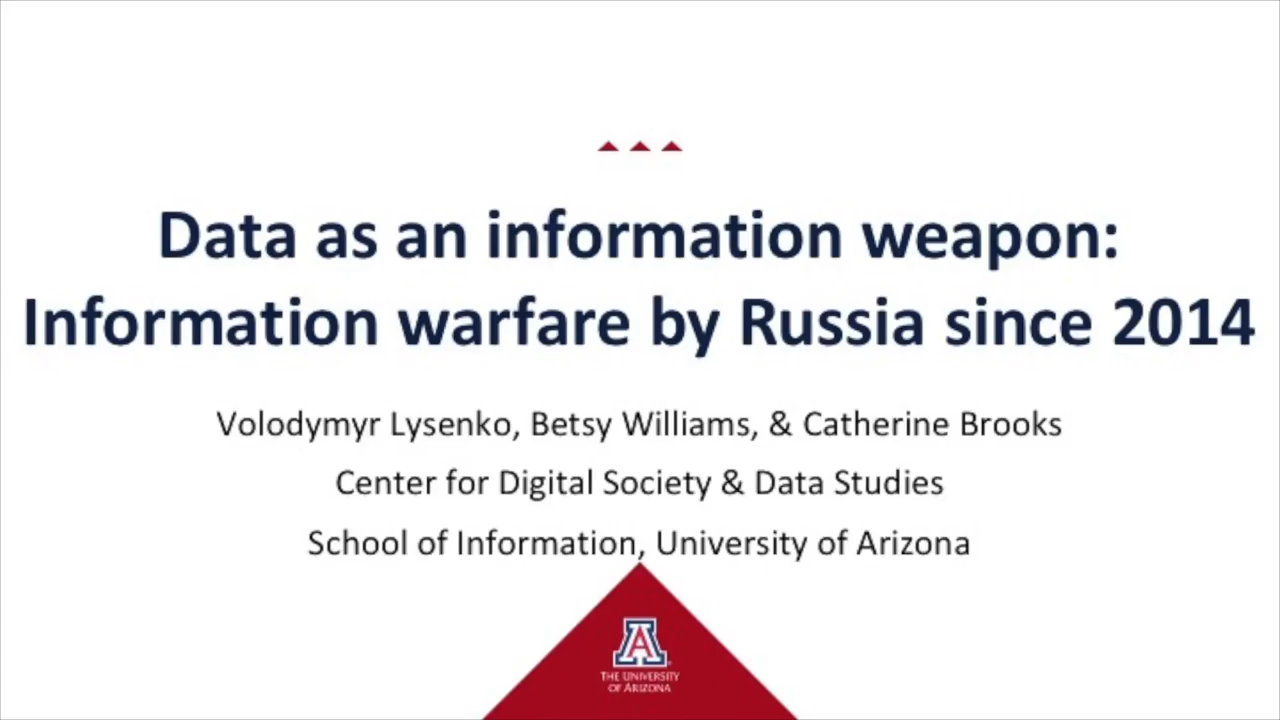 Data as an information weapon:
Information warfare by Russia since 2014
Volodymyr Lysenko, Betsy Williams, & Catherine Brooks
Center for Digital Society & Data Studies
School of Information, University of Arizona
A
THE UNIVERSITY
OF ARIZONA